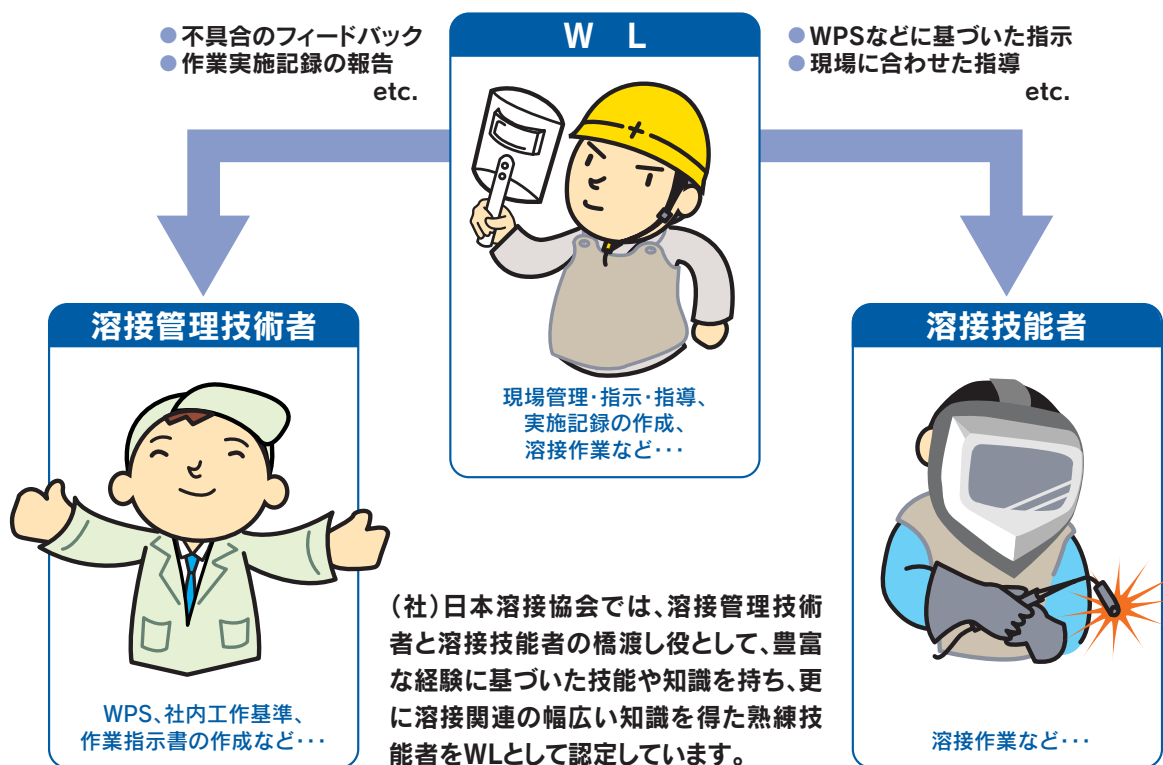 ● 不具合のフィードバック
● 作業実施記録の報告
etc.
W L
● WPSなどに基づいた指示
● 現場に合わせた指導
etc.
現場管理・指示・指導、
実施記録の作成、
溶接作業など・・・
溶接管理技術者
WPS、社内工作基準、
作業指示書の作成など・・・
溶接技能者
溶接作業など・・・
(社)日本溶接協会では、溶接管理技術
者と溶接技能者の橋渡し役として、豊富
な経験に基づいた技能や知識を持ち、更
に溶接関連の幅広い知識を得た熟練技
能者をWLとして認定しています。